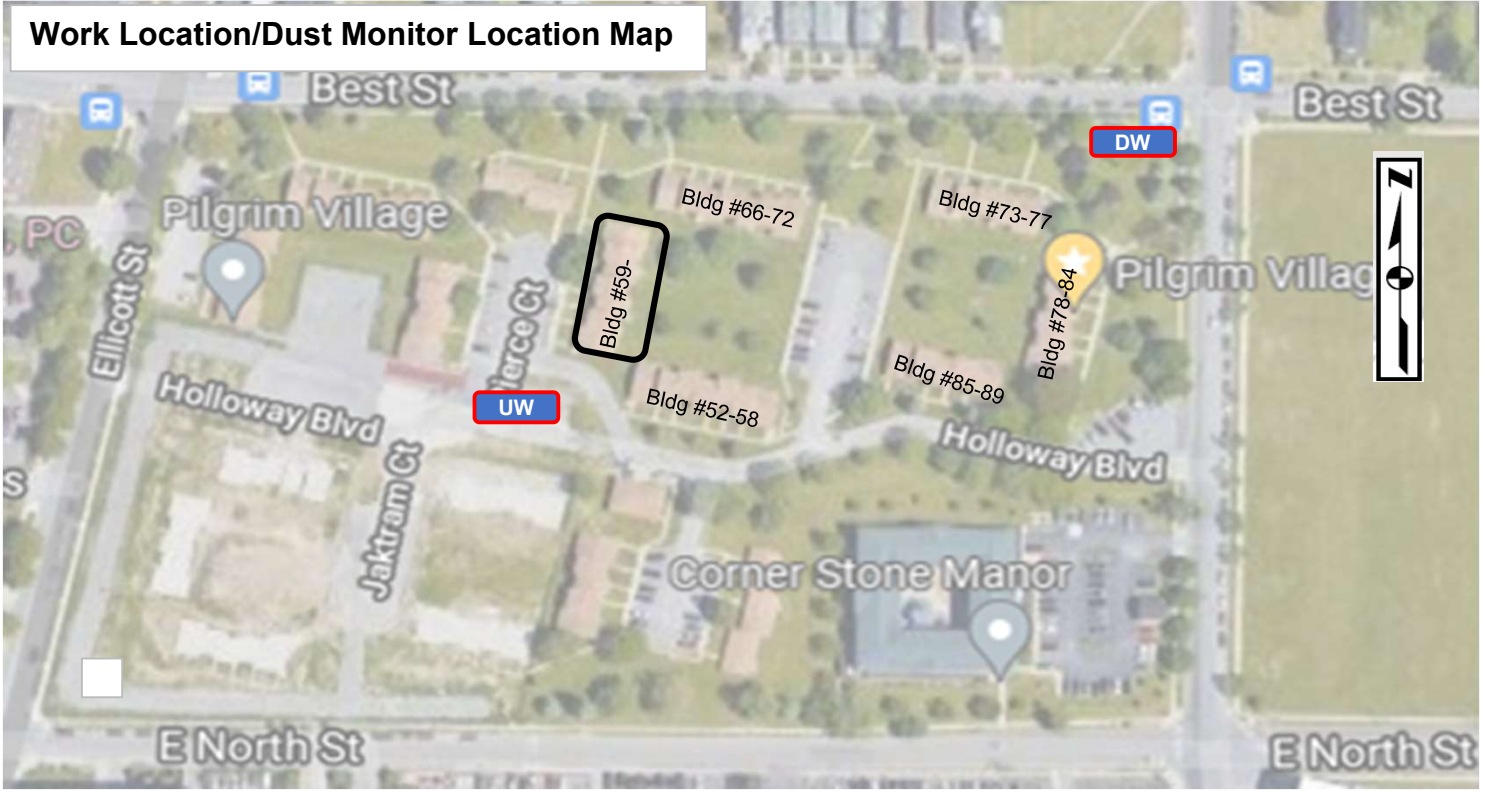 Work Location/Dust Monitor Location Map
Best St
Best St
DW
Bldg #66-72
Bldg #73-77
Pilgrim Village
PC
Pilgrim Villag
Ellicott St
Bldg #59-
Bldg #78-84
ierce Ct
Bldg #85-89
Bldg #52-58
UW
Holloway Blvd
Holloway Blvd
S
Jaktram Ct
Corner Stone Manor
E North St
E North St
N